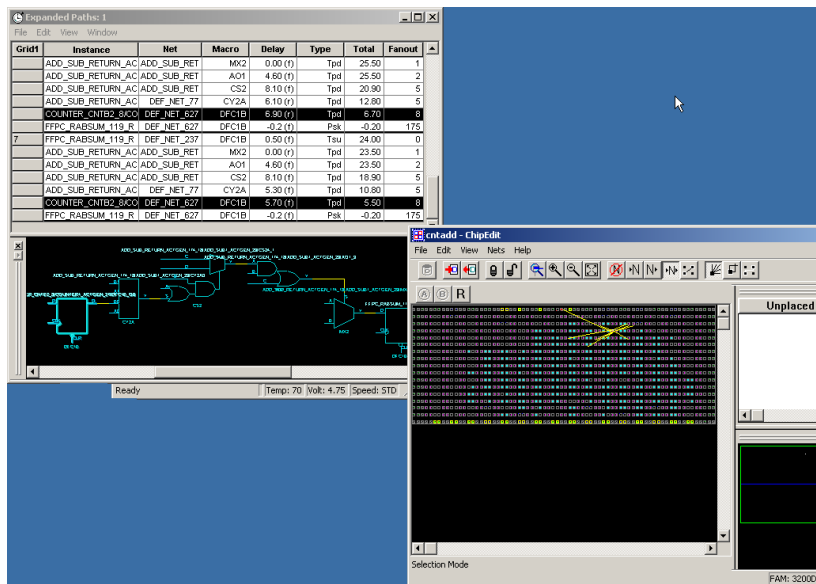 Expanded Paths: 1
File Edit View Window
Grid1 Instance Net Macro Delay Type Total Fanout
ADD_SUB_RETURN_AC ADD_SUB_RET MX2 0.00 (r) Tpd 25.50 1
ADD_SUB_RETURN_AC ADD_SUB_RET AO1 4.60 (f) Tpd 25.50 2
ADD_SUB_RETURN_AC ADD_SUB_RET CS2 8.10 (f) Tpd 20.90 5
ADD_SUB_RETURN_AC DEF_NET_77 CY2A 6.10 (r) Tpd 12.80 5
COUNTER_CNTB2_8/CO DEF_NET_627 DFC1B 6.90 (r) Tpd 6.70 8
FFPC_RABSUM_119_R DEF_NET_627 DFC1B -0.2 (f) Psk -0.20 175
7 FFPC_RABSUM_119_R DEF_NET_237 DFC1B 0.50 (f) Tsu 24.00 0
ADD_SUB_RETURN_AC ADD_SUB_RET MX2 0.00 (r) Tpd 23.50 1
ADD_SUB_RETURN_AC ADD_SUB_RET AO1 4.60 (f) Tpd 23.50 2
ADD_SUB_RETURN_AC ADD_SUB_RET CS2 8.10 (f) Tpd 18.90 5
ADD_SUB_RETURN_AC DEF_NET_77 CY2A 5.30 (f) Tpd 10.80 5
COUNTER_CNTB2_8/CO DEF_NET_627 DFC1B 5.70 (f) Tpd 5.50 8
FFPC_RABSUM_119_R DEF_NET_627 DFC1B -0.2 (f) Psk -0.20 175
CY2A
CS2
Ready Temp: 70 Volt: 4.75 Speed: STD
cntadd - ChipEdit
File Edit View Nets Help
A B R
Unplaced
Selection Mode
FAM: 3200D